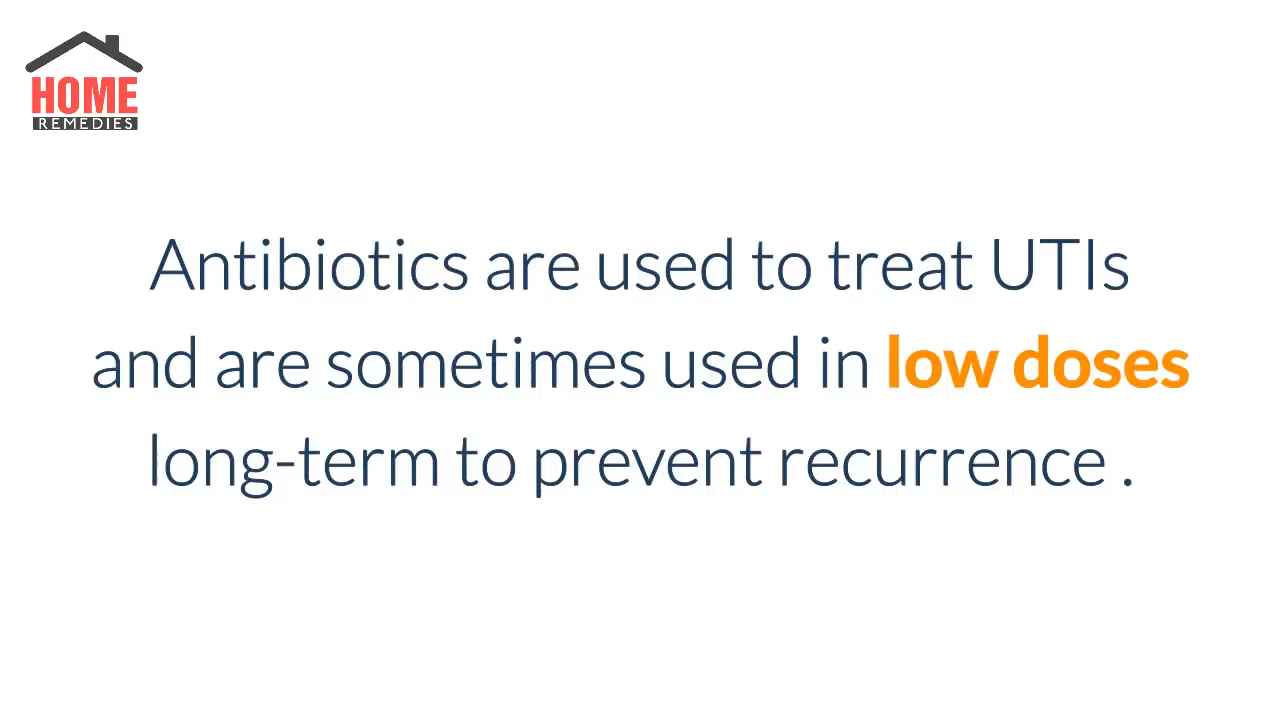 HOME
REMEDIES
Antibiotics are used to treat UTIs
and are sometimes used in low doses
long-term to prevent recurrence .